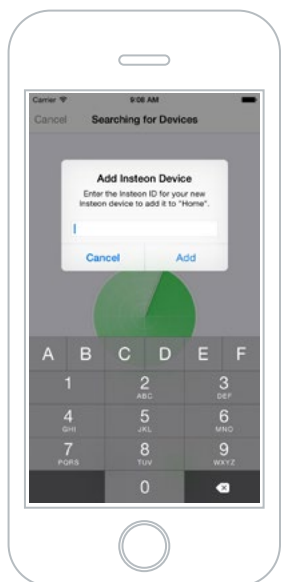 Carrier 9:08 AM
Cancel Searching for Devices
Add Insteon Device
Enter the Insteon ID for your new
Insteon device to add it to "Home".
Cancel Add
A B C D E F
1 2 3
ABC DEF
4 5 6
GHI JKL MNO
7 8 9
PQRS TUV WXYZ
0